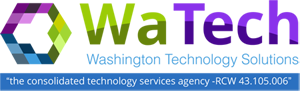 WaTech
Washington Technology Solutions
"the consolidated technology services agency -RCW 43.105.006"